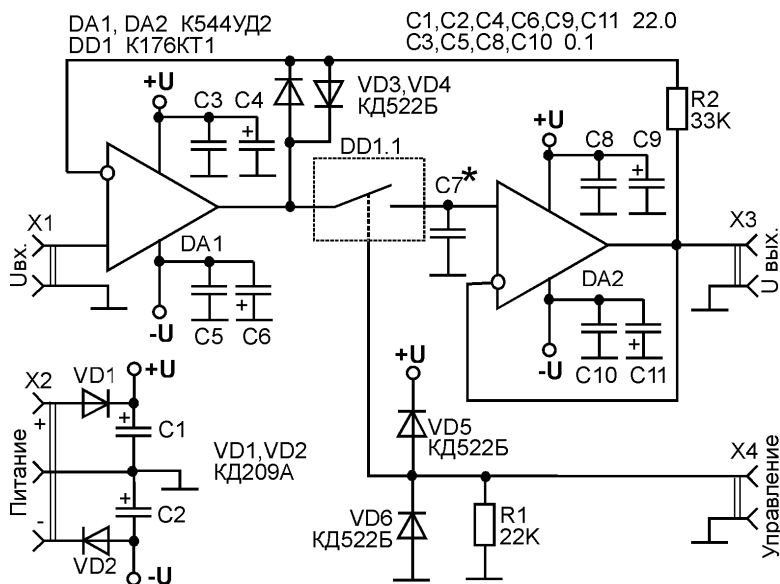 DA1, DA2 К544УД2
DD1 К176КТ1
C1,C2,C4,C6,C9,C11 22.0
C3,C5,C8,C10 0.1
+U
C3
C4
+
VD3,VD4
КД522Б
R2
33K
+U
C8
C9
+
DD1.1
C7*
X1
Uвх.
DA1
X3
U вых.
DA2
-U
C5
+
C6
-U
C10
+
C11
X2
VD1
+U
+
+
C1
Питание
+
C2
-
VD2
-U
VD1,VD2
КД209А
+U
VD5
КД522Б
VD6
КД522Б
R1
22K
X4
Управление